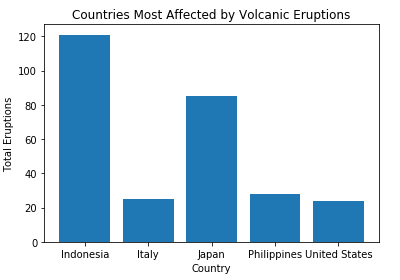 Countries Most Affected by Volcanic Eruptions
Total Eruptions
120
100
80
60
40
20
0
Indonesia Italy Japan Philippines United States
Country